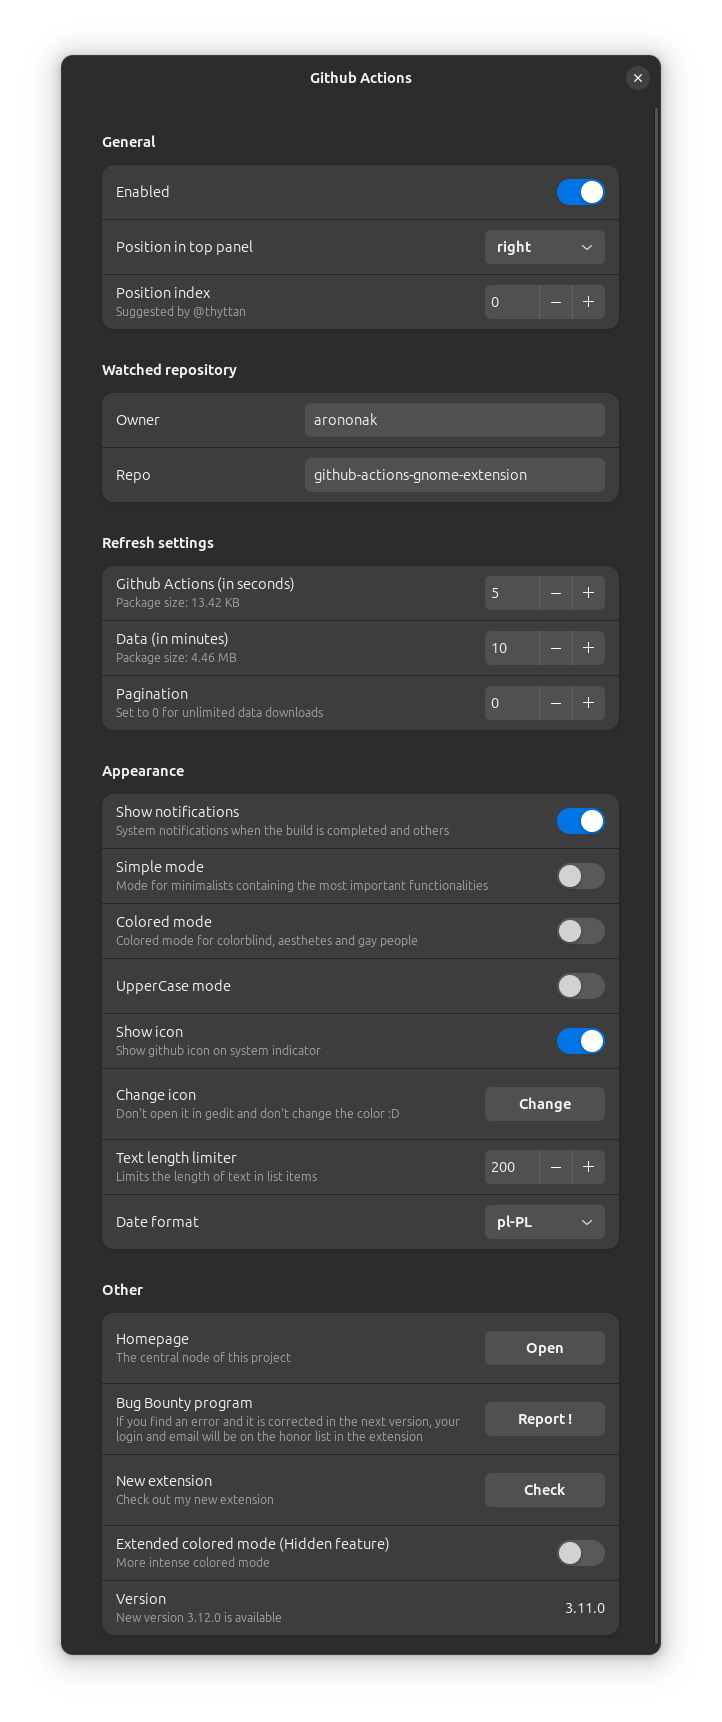 Github Actions
General
Enabled
Position in top panel
right
Position index
Suggested by @thyttan
0
Watched repository
Owner
arononak
Repo
github-actions-gnome-extension
Refresh settings
Github Actions (in seconds)
Package size: 13.42 KB
5
Data (in minutes)
Package size: 4.46 MB
10
Pagination
Set to 0 for unlimited data downloads
0
Appearance
Show notifications
System notifications when the build is completed and others
Simple mode
Mode for minimalists containing the most important functionalities
Colored mode
Colored mode for colorblind, aesthetes and gay people
UpperCase mode
Show icon
Show github icon on system indicator
Change icon
Don't open it in gedit and don't change the color :D
Change
Text length limiter
Limits the length of text in list items
200
Date format
pl-PL
Other
Homepage
The central node of this project
Open
Bug Bounty program
If you find an error and it is corrected in the next version, your
login and email will be on the honor list in the extension
Report !
New extension
Check out my new extension
Check
Extended colored mode (Hidden feature)
More intense colored mode
Version
New version 3.12.0 is available
3.11.0